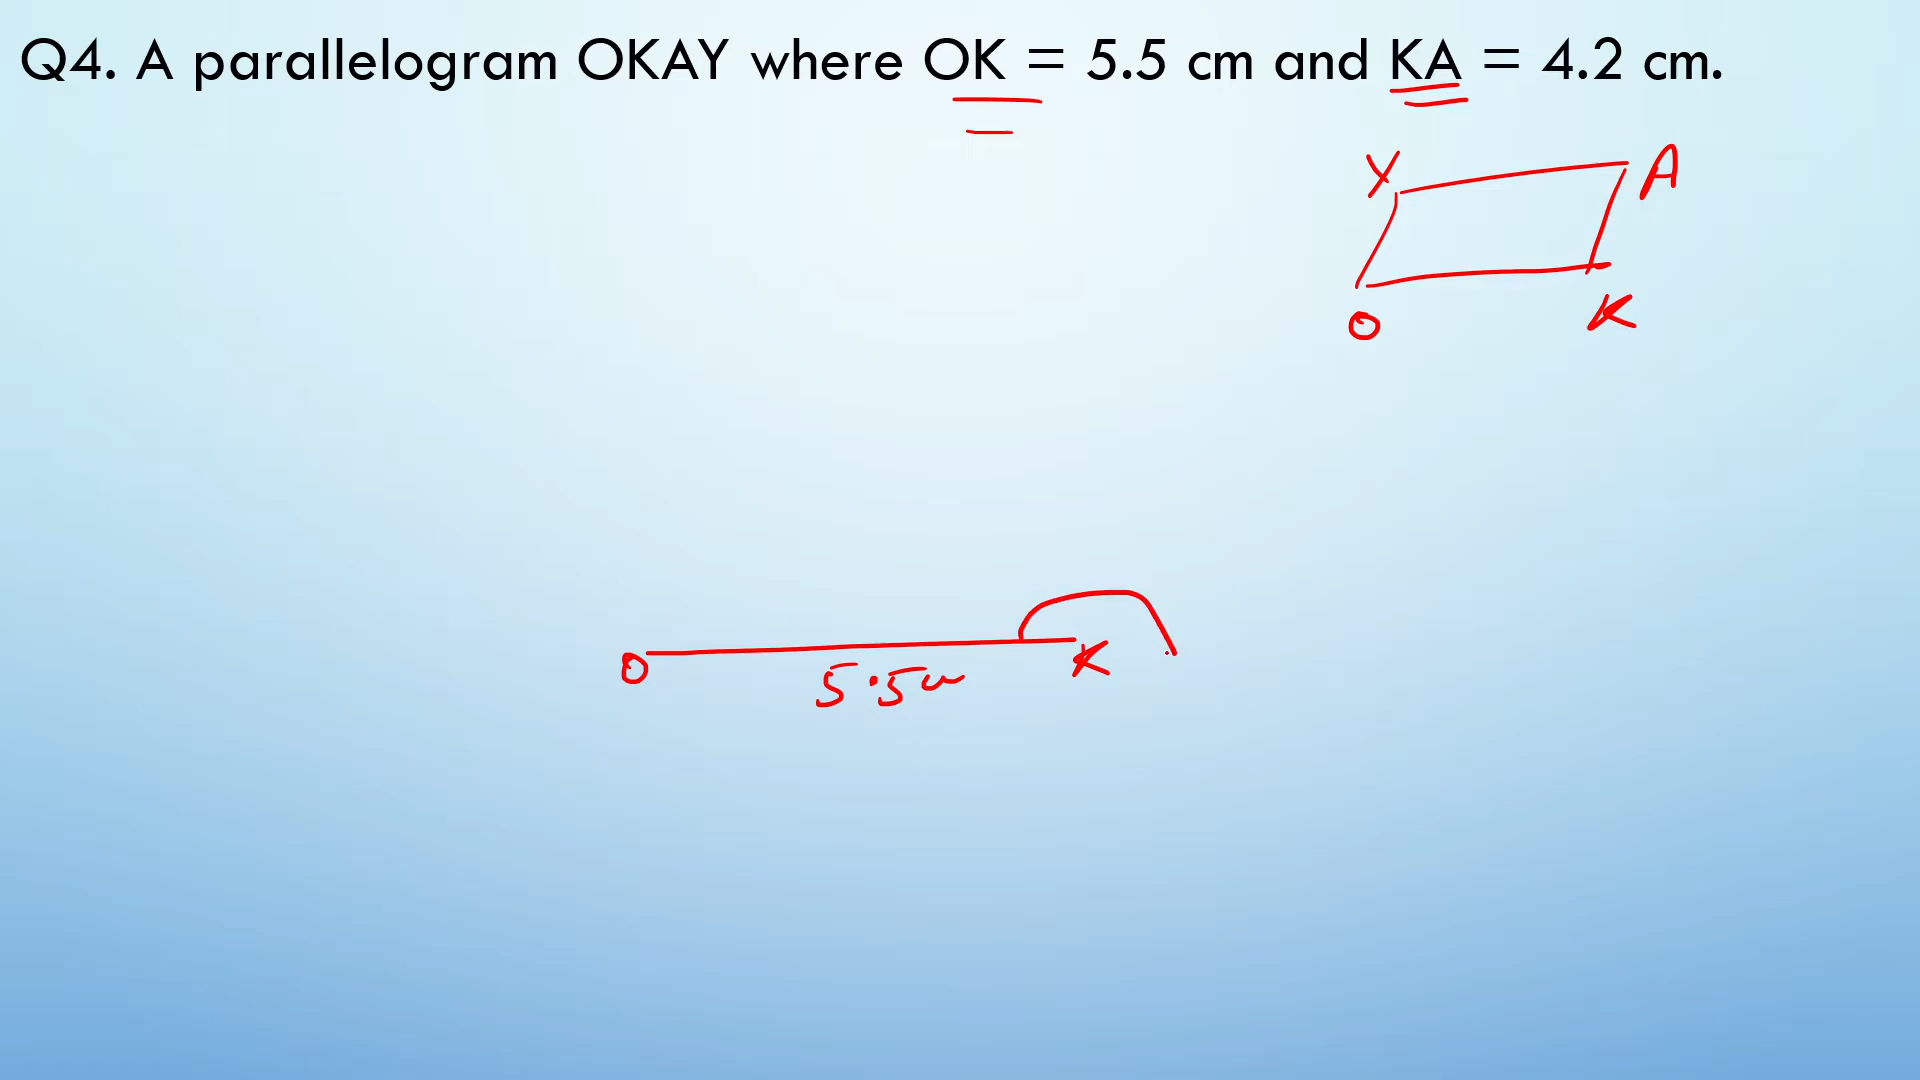 Q4. A parallelogram OKAY where OK = 5.5 cm and KA = 4.2 cm.
Y A
O K
O K
5.5cm